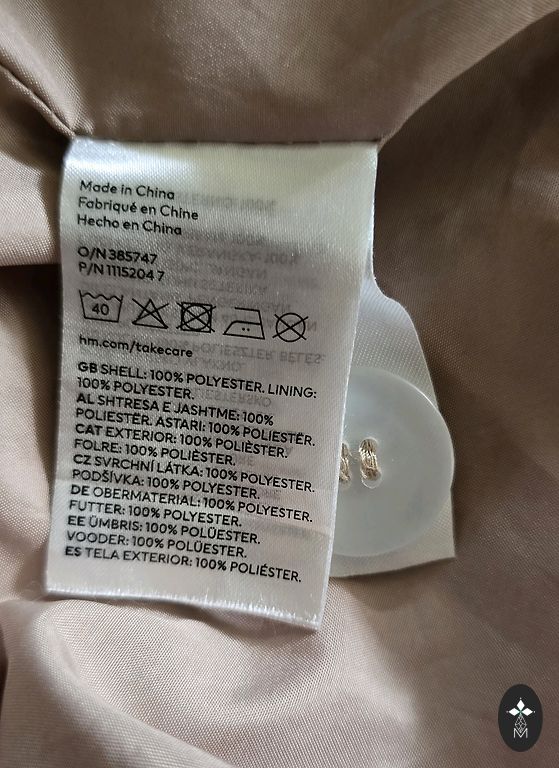 Made in China
Fabriqué en Chine
Hecho en China
O/N 385747
P/N 1115204 7
40
hm.com/takecare
GB SHELL: 100% POLYESTER. LINING:
100% POLYESTER.
AL SHTRESA E JASHTME: 100%
POLIESTËR. ASTARI: 100% POLIESTËR.
CAT EXTERIOR: 100% POLIÈSTER.
FOLRE: 100% POLIÈSTER.
CZ SVRCHNÍ LÁTKA: 100% POLYESTER.
PODŠÍVKA: 100% POLYESTER.
DE OBERMATERIAL: 100% POLYESTER.
FUTTER: 100% POLYESTER.
EE ÜMBRIS: 100% POLÜESTER.
VOODER: 100% POLÜESTER.
ES TELA EXTERIOR: 100% POLIÉSTER.
M